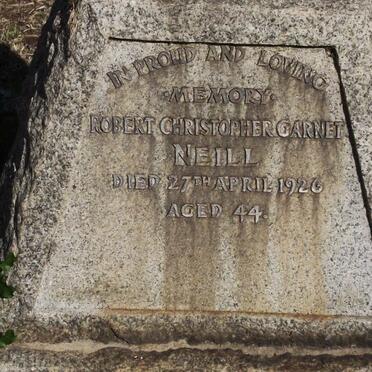 IN PROUD AND LOVING
·MEMORY·
ROBERT CHRISTOPHER GARNET
NEILL
DIED 27TH APRIL 1926
AGED 44.